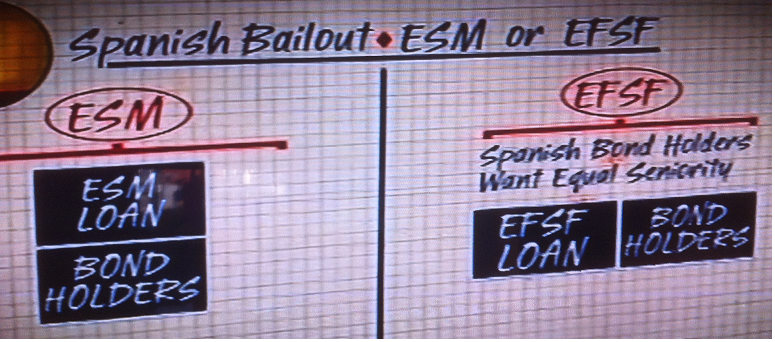 Spanish Bailout • ESM or EFSF
ESM
ESM
LOAN
BOND
HOLDERS
EFSF
Spanish Bond Holders
Want Equal Seniority
EFSF
LOAN
BOND
HOLDERS